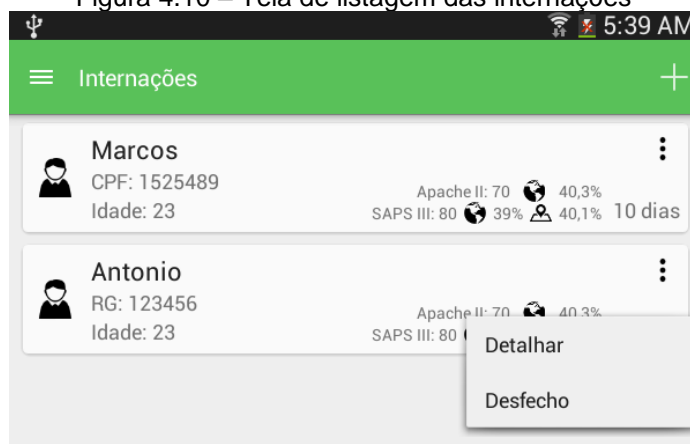 Figura 4.10 – Tela de listagem das internações
5:39 AM
Internações
Marcos
CPF: 1525489
Idade: 23
Apache II: 70 40,3%
SAPS III: 80 39% 40,1% 10 dias
Antonio
RG: 123456
Idade: 23
Apache II: 70 40,3%
SAPS III: 80
Detalhar
Desfecho